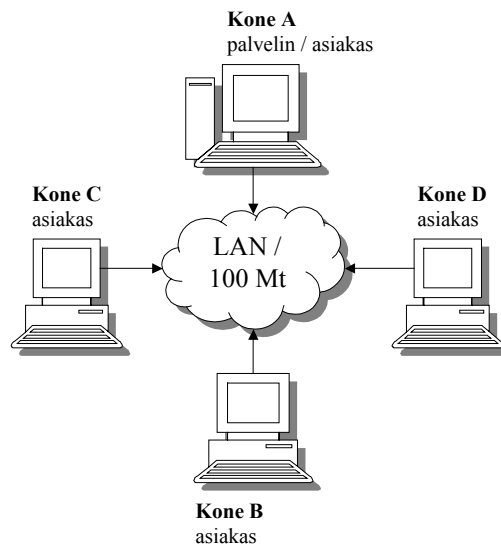 Kone A
palvelin / asiakas
Kone C
asiakas
Kone D
asiakas
LAN /
100 Mt
Kone B
asiakas